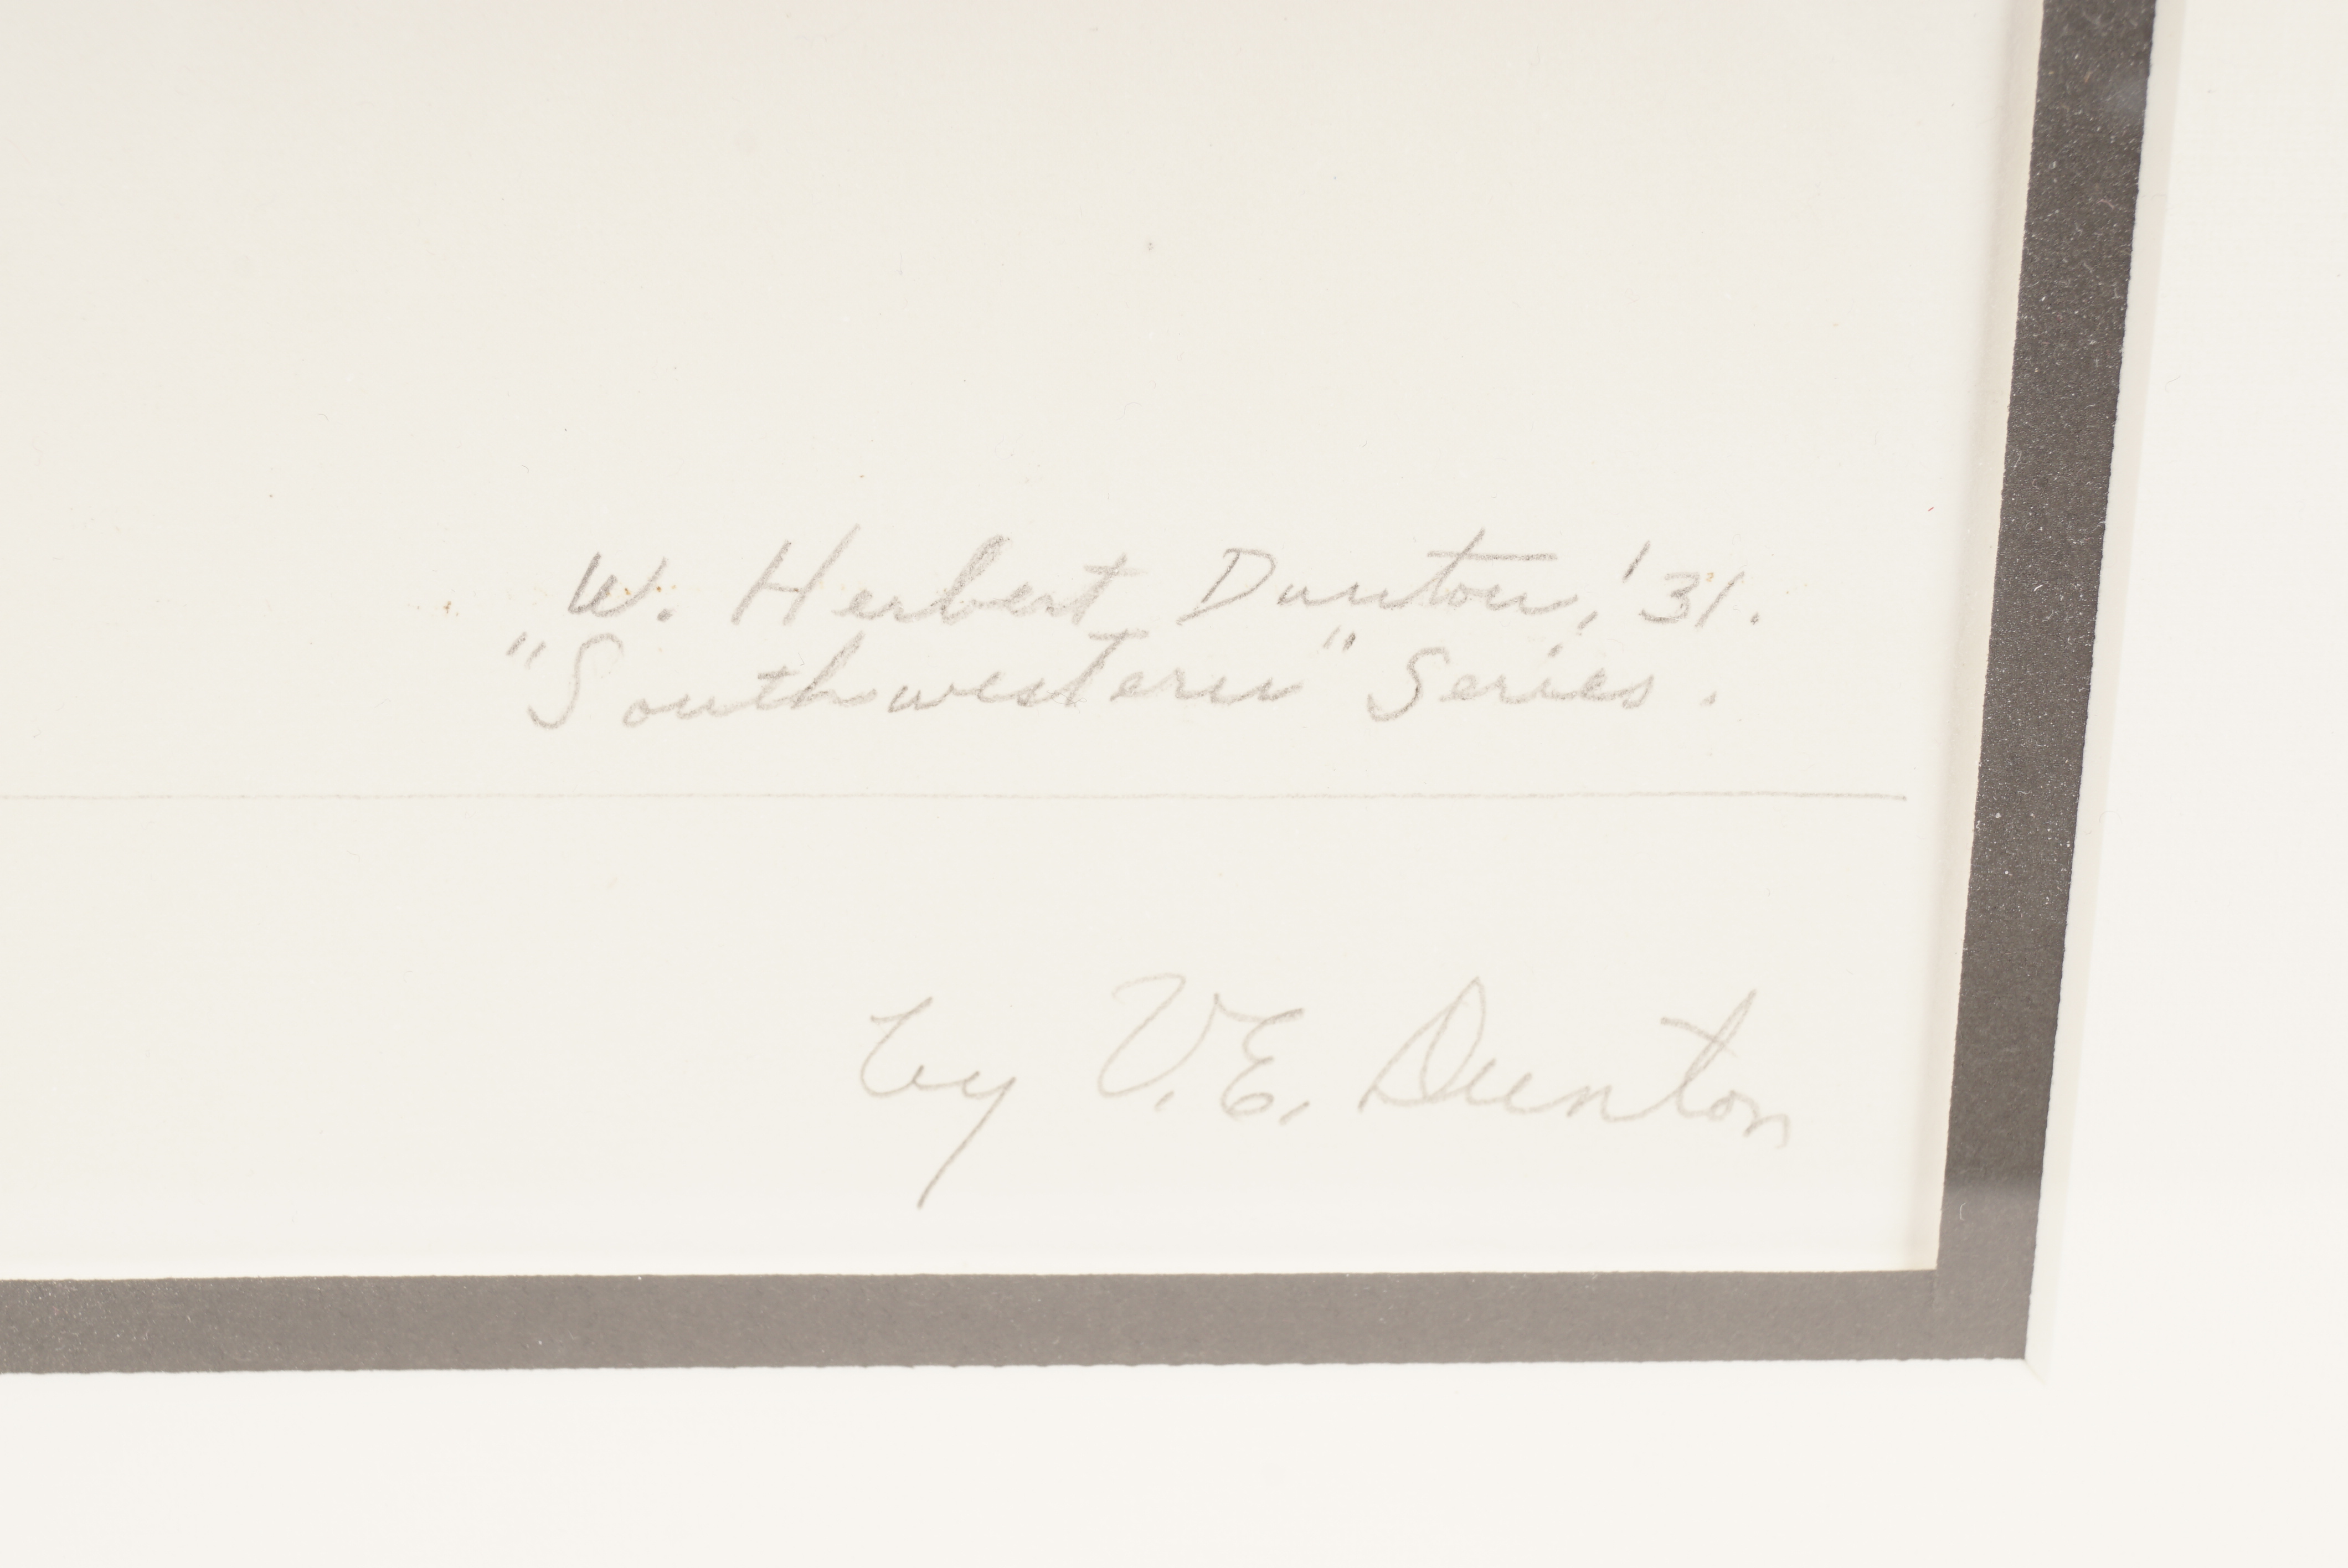 W. Herbert Dunton, '31.
"Southwestern" Series.
by V.E. Dunton